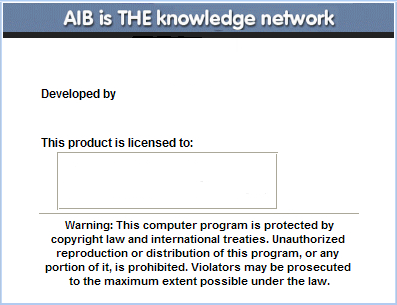 AIB is THE knowledge network
Developed by
This product is licensed to:
Warning: This computer program is protected by
copyright law and international treaties. Unauthorized
reproduction or distribution of this program, or any
portion of it, is prohibited. Violators may be prosecuted
to the maximum extent possible under the law.